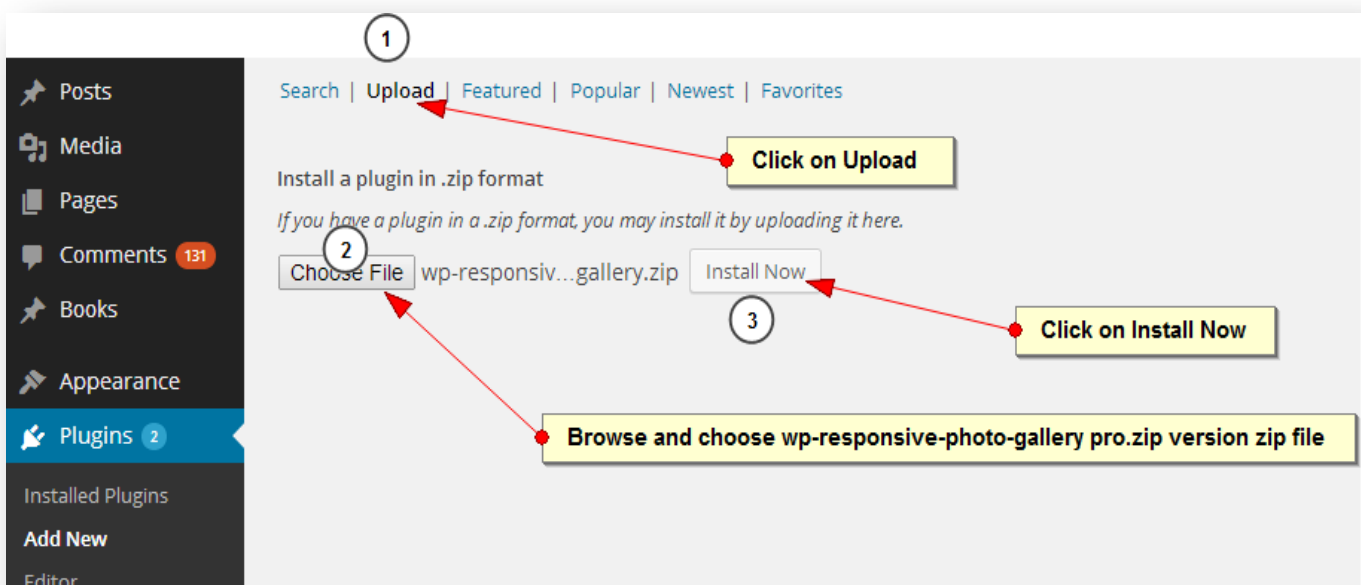 1
Posts
Search | Upload | Featured | Popular | Newest | Favorites
Media
Click on Upload
Install a plugin in .zip format
Pages
If you have a plugin in a .zip format, you may install it by uploading it here.
2
Comments 131
Choose File wp-responsiv...gallery.zip Install Now
Books
3
Click on Install Now
Appearance
Plugins 2
Browse and choose wp-responsive-photo-gallery pro.zip version zip file
Installed Plugins
Add New
Editor